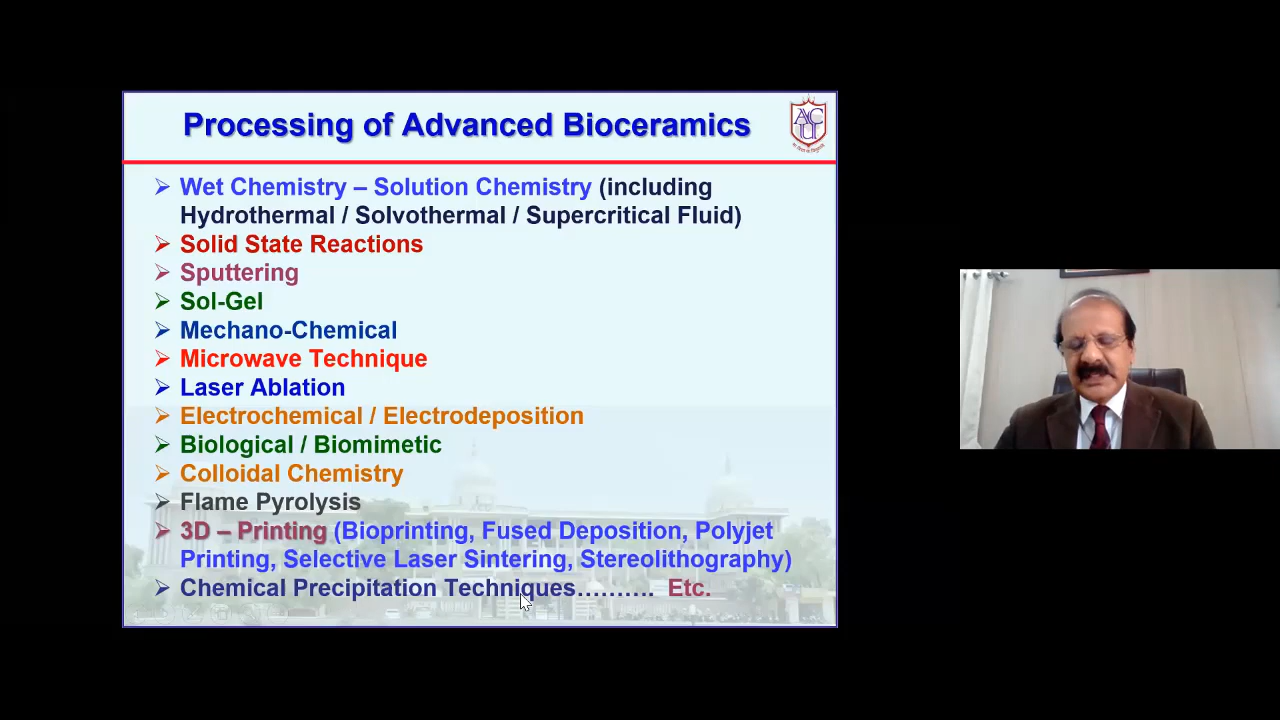 Processing of Advanced Bioceramics
ACU
➢ Wet Chemistry – Solution Chemistry (including
Hydrothermal / Solvothermal / Supercritical Fluid)
➢ Solid State Reactions
➢ Sputtering
➢ Sol-Gel
➢ Mechano-Chemical
➢ Microwave Technique
➢ Laser Ablation
➢ Electrochemical / Electrodeposition
➢ Biological / Biomimetic
➢ Colloidal Chemistry
➢ Flame Pyrolysis
➢ 3D – Printing (Bioprinting, Fused Deposition, Polyjet
Printing, Selective Laser Sintering, Stereolithography)
➢ Chemical Precipitation Techniques………. Etc.